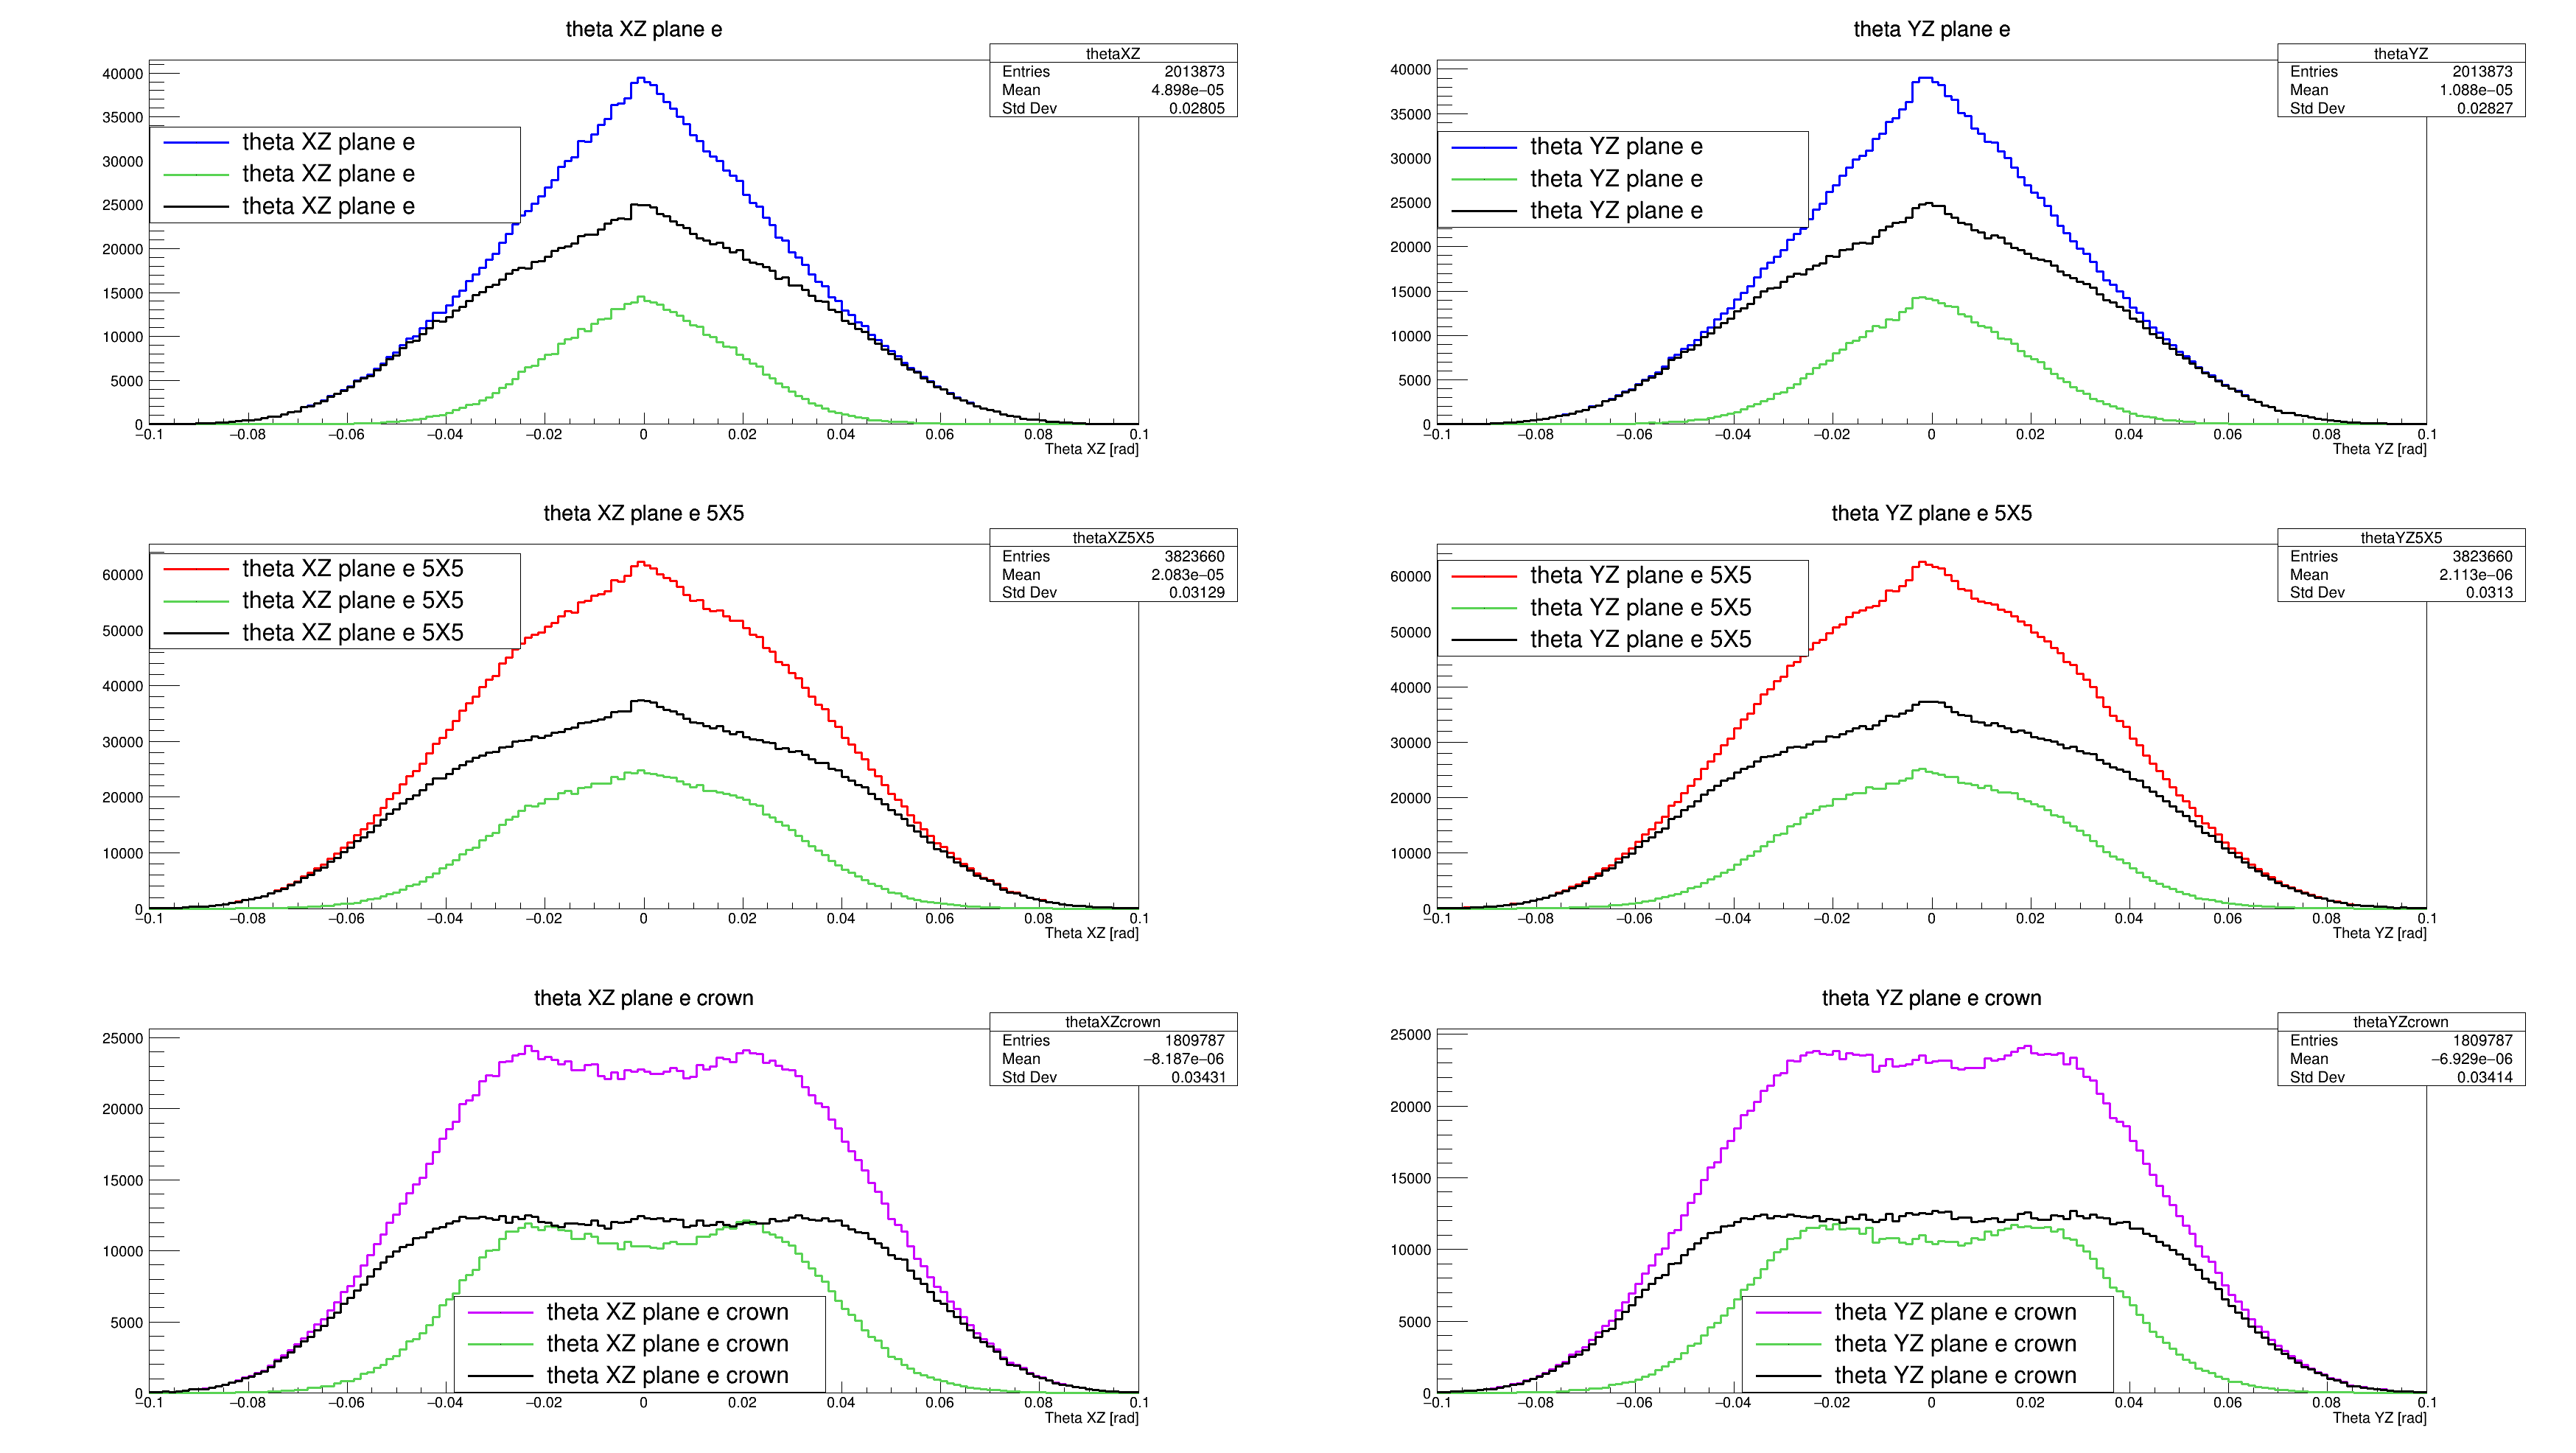 theta XZ plane e
thetaXZ
Entries 2013873
Mean 4.898e−05
Std Dev 0.02805
theta XZ plane e
theta XZ plane e
theta XZ plane e
40000
35000
30000
25000
20000
15000
10000
5000
0
−0.1 −0.08 −0.06 −0.04 −0.02 0 0.02 0.04 0.06 0.08 0.1
Theta XZ [rad]
theta YZ plane e
thetaYZ
Entries 2013873
Mean 1.088e−05
Std Dev 0.02827
theta YZ plane e
theta YZ plane e
theta YZ plane e
40000
35000
30000
25000
20000
15000
10000
5000
0
−0.1 −0.08 −0.06 −0.04 −0.02 0 0.02 0.04 0.06 0.08 0.1
Theta YZ [rad]
theta XZ plane e 5X5
thetaXZ5X5
Entries 3823660
Mean 2.083e−05
Std Dev 0.03129
theta XZ plane e 5X5
theta XZ plane e 5X5
theta XZ plane e 5X5
60000
50000
40000
30000
20000
10000
0
−0.1 −0.08 −0.06 −0.04 −0.02 0 0.02 0.04 0.06 0.08 0.1
Theta XZ [rad]
theta YZ plane e 5X5
thetaYZ5X5
Entries 3823660
Mean 2.113e−06
Std Dev 0.0313
theta YZ plane e 5X5
theta YZ plane e 5X5
theta YZ plane e 5X5
60000
50000
40000
30000
20000
10000
0
−0.1 −0.08 −0.06 −0.04 −0.02 0 0.02 0.04 0.06 0.08 0.1
Theta YZ [rad]
theta XZ plane e crown
thetaXZcrown
Entries 1809787
Mean −8.187e−06
Std Dev 0.03431
25000
20000
15000
10000
5000
0
theta XZ plane e crown
theta XZ plane e crown
theta XZ plane e crown
−0.1 −0.08 −0.06 −0.04 −0.02 0 0.02 0.04 0.06 0.08 0.1
Theta XZ [rad]
theta YZ plane e crown
thetaYZcrown
Entries 1809787
Mean −6.929e−06
Std Dev 0.03414
25000
20000
15000
10000
5000
0
theta YZ plane e crown
theta YZ plane e crown
theta YZ plane e crown
−0.1 −0.08 −0.06 −0.04 −0.02 0 0.02 0.04 0.06 0.08 0.1
Theta YZ [rad]